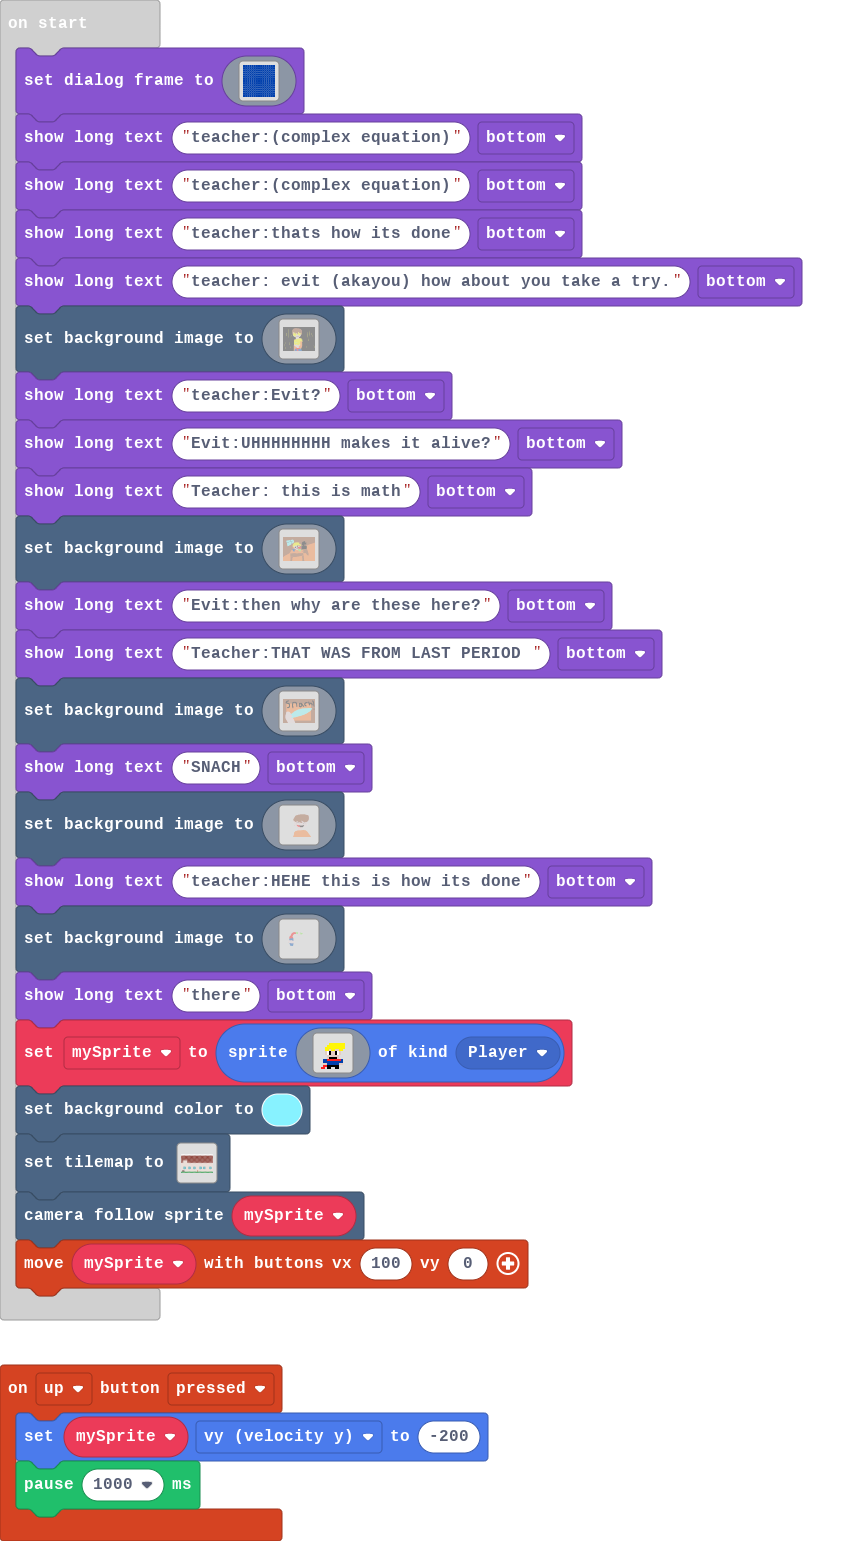 on start
set dialog frame to
show long text "teacher:(complex equation)" bottom
show long text "teacher:(complex equation)" bottom
show long text "teacher:thats how its done" bottom
show long text "teacher: evit (akayou) how about you take a try." bottom
set background image to
show long text "teacher:Evit?" bottom
show long text "Evit:UHHHHHHHH makes it alive?" bottom
show long text "Teacher: this is math" bottom
set background image to
show long text "Evit:then why are these here?" bottom
show long text "Teacher:THAT WAS FROM LAST PERIOD " bottom
set background image to
show long text "SNACH" bottom
set background image to
show long text "teacher:HEHE this is how its done" bottom
set background image to
show long text "there" bottom
set mySprite to sprite of kind Player
set background color to
set tilemap to
camera follow sprite mySprite
move mySprite with buttons vx 100 vy 0
on up button pressed
set mySprite vy (velocity y) to -200
pause 1000 ms